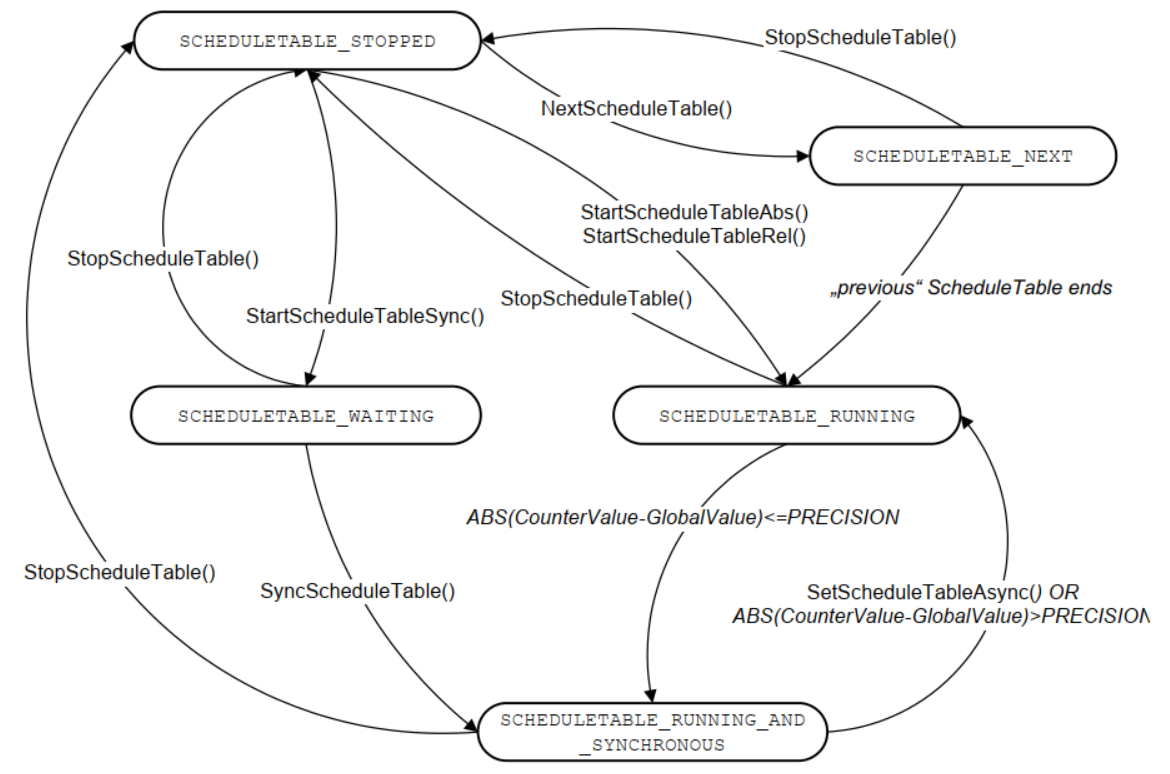 SCHEDULETABLE_STOPPED
StopScheduleTable()
NextScheduleTable()
SCHEDULETABLE_NEXT
StartScheduleTableAbs()
StartScheduleTableRel()
StopScheduleTable()
StartScheduleTableSync()
StopScheduleTable()
„previous“ ScheduleTable ends
SCHEDULETABLE_WAITING
SCHEDULETABLE_RUNNING
ABS(CounterValue-GlobalValue)<=PRECISION
StopScheduleTable()
SyncScheduleTable()
SetScheduleTableAsync() OR
ABS(CounterValue-GlobalValue)>PRECISION
SCHEDULETABLE_RUNNING_AND
_SYNCHRONOUS